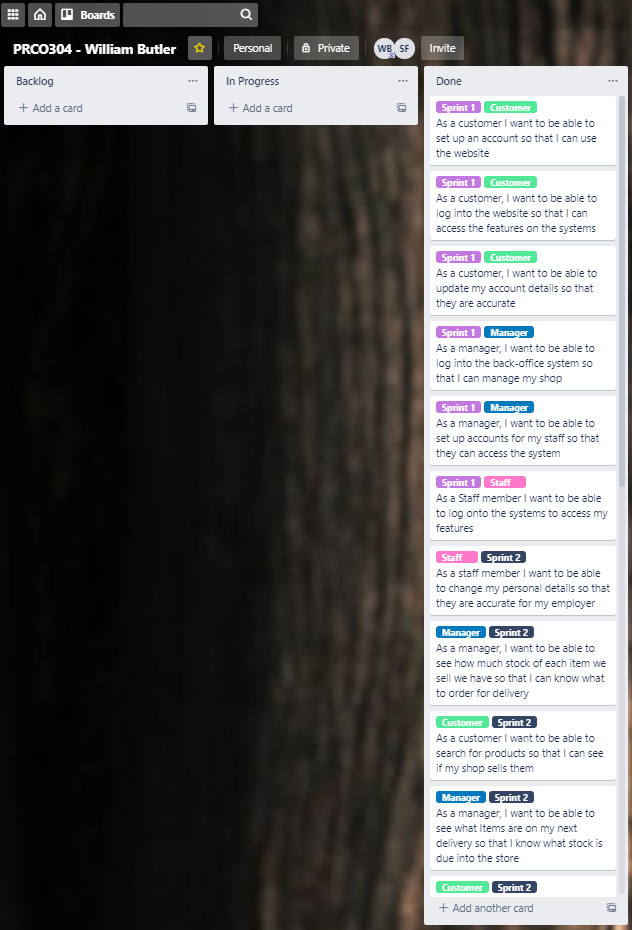 Boards
PRCO304 - William Butler
Personal
Private
WB
SF
Invite
Backlog
+ Add a card
In Progress
+ Add a card
Done
Sprint 1 Customer
As a customer I want to be able to
set up an account so that I can use
the website
Sprint 1 Customer
As a customer, I want to be able to
log into the website so that I can
access the features on the systems
Sprint 1 Customer
As a customer, I want to be able to
update my account details so that
they are accurate
Sprint 1 Manager
As a manager, I want to be able to
log into the back-office system so
that I can manage my shop
Sprint 1 Manager
As a manager, I want to be able to
set up accounts for my staff so that
they can access the system
Sprint 1 Staff
As a Staff member I want to be able
to log onto the systems to access my
features
Staff Sprint 2
As a staff member I want to be able
to change my personal details so that
they are accurate for my employer
Manager Sprint 2
As a manager, I want to be able to
see how much stock of each item we
sell we have so that I can know what
to order for delivery
Customer Sprint 2
As a customer I want to be able to
search for products so that I can see
if my shop sells them
Manager Sprint 2
As a manager, I want to be able to
see what Items are on my next
delivery so that I know what stock is
due into the store
Customer Sprint 2
+ Add another card